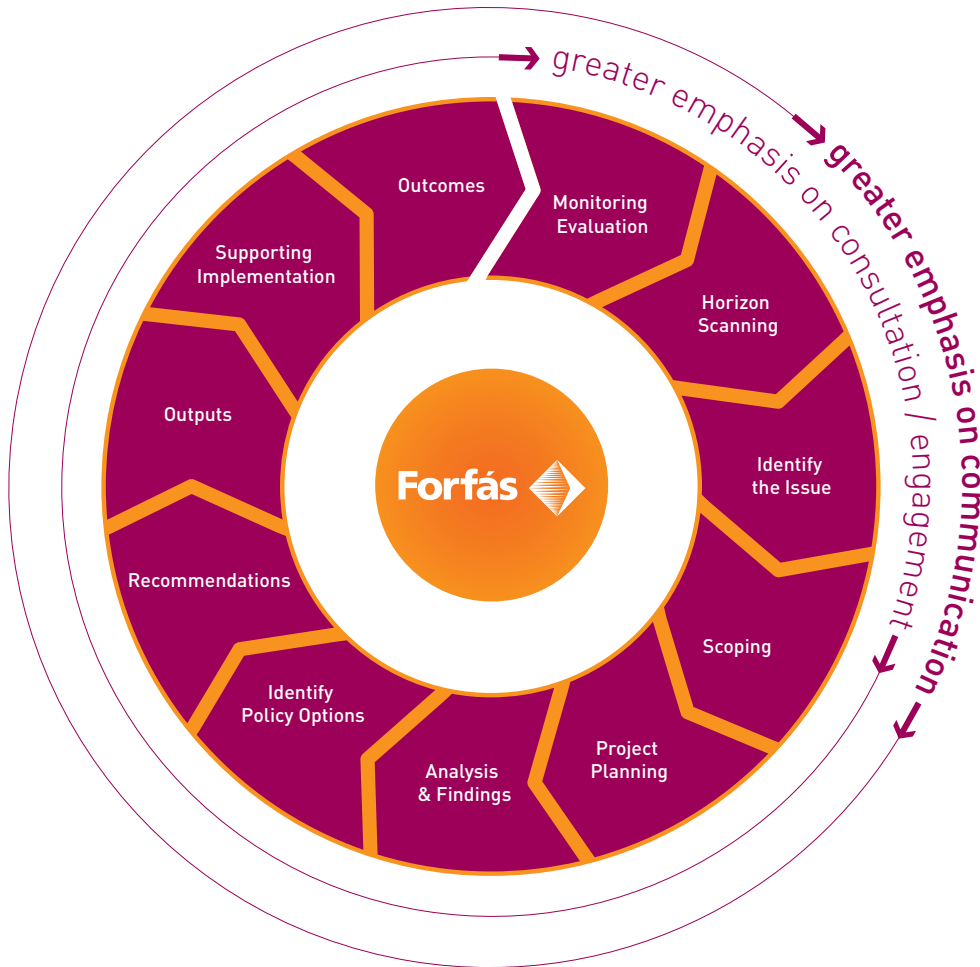 greater emphasis on consultation / engagement
greater emphasis on communication
Outcomes
Monitoring
Evaluation
Horizon
Scanning
Identify
the Issue
Scoping
Project
Planning
Analysis
& Findings
Identify
Policy Options
Recommendations
Outputs
Supporting
Implementation
Forfás